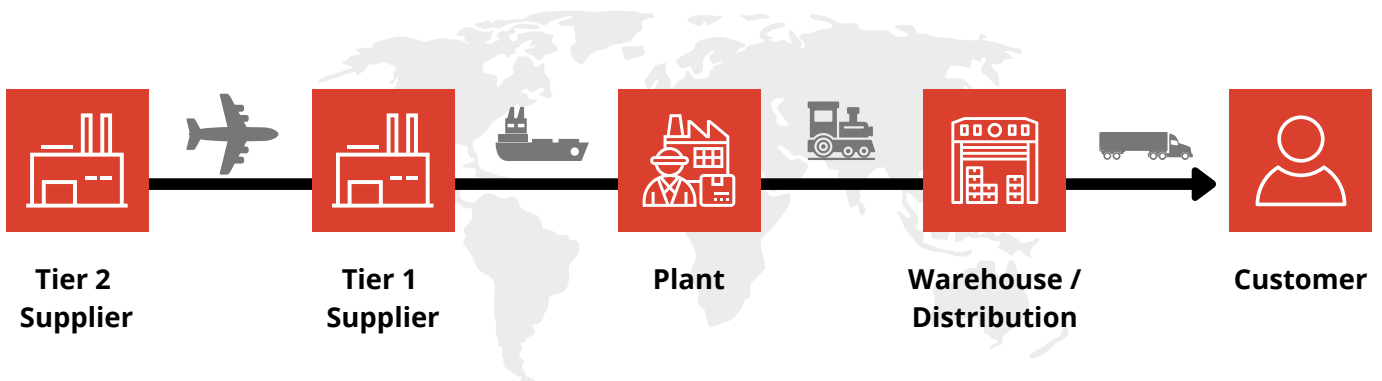 Tier 2
Supplier
Tier 1
Supplier
Plant
Warehouse /
Distribution
Customer